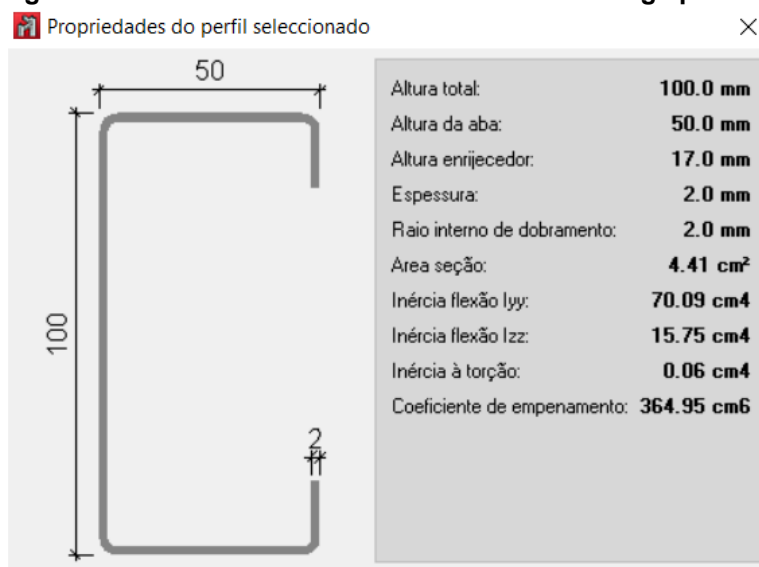 Propriedades do perfil seleccionado
50
100
2
Altura total: 100.0 mm
Altura da aba: 50.0 mm
Altura enrijecedor: 17.0 mm
Espessura: 2.0 mm
Raio interno de dobramento: 2.0 mm
Area seção: 4.41 cm²
Inércia flexão Iyy: 70.09 cm4
Inércia flexão Izz: 15.75 cm4
Inércia à torção: 0.06 cm4
Coeficiente de empenamento: 364.95 cm6